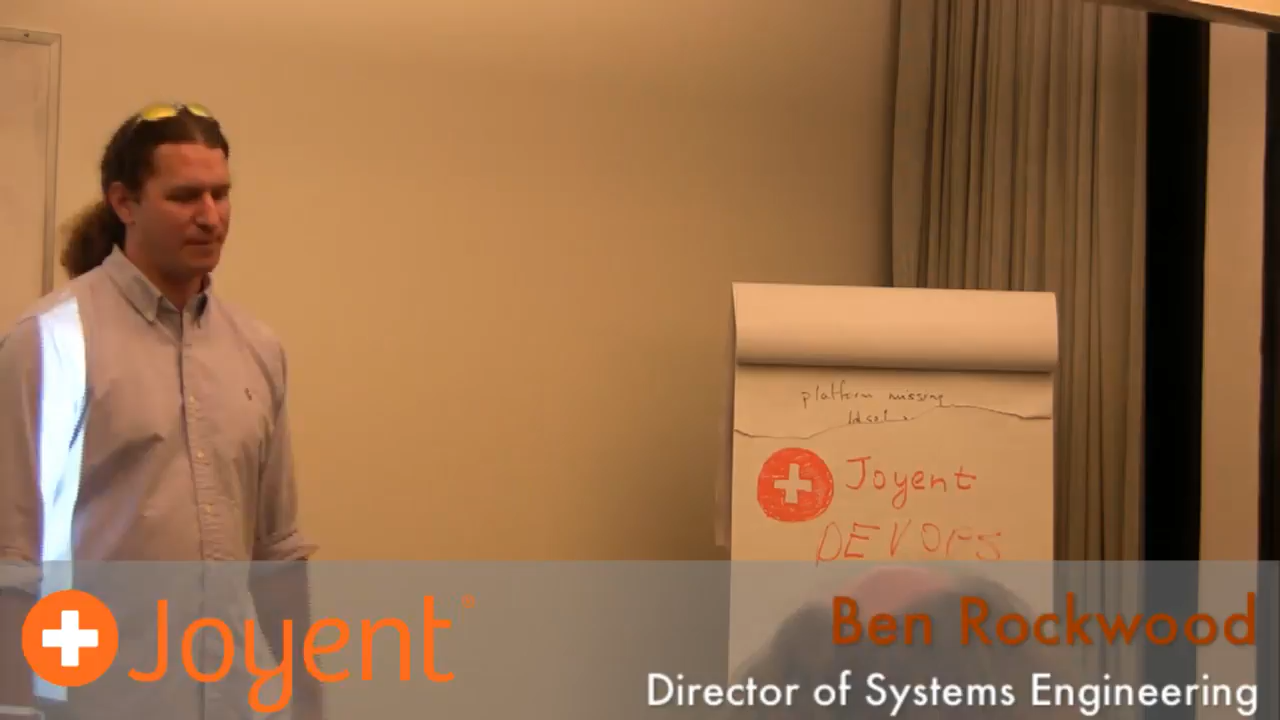 platform missing
Joyent
DEVOPS
Joyent
Ben Rockwood
Director of Systems Engineering